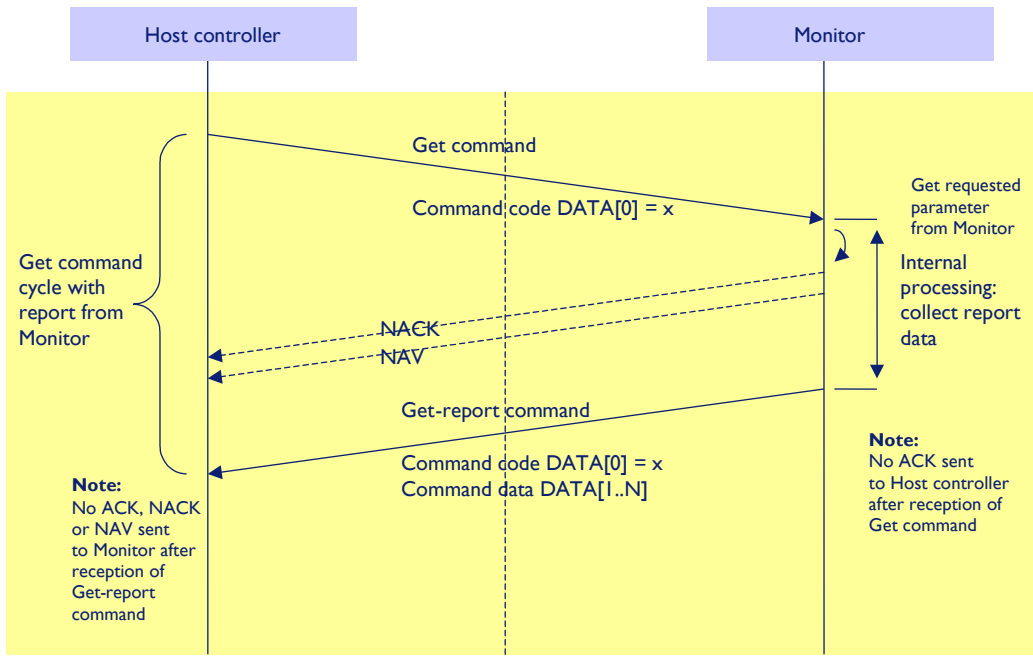 Host controller
Monitor
Get command
Command code DATA[0] = x
Get requested
parameter
from Monitor
Get command
cycle with
report from
Monitor
Internal
processing:
collect report
data
NACK
NAV
Get-report command
Command code DATA[0] = x
Command data DATA[1..N]
Note:
No ACK sent
to Host controller
after reception of
Get command
Note:
No ACK, NACK
or NAV sent
to Monitor after
reception of
Get-report
command